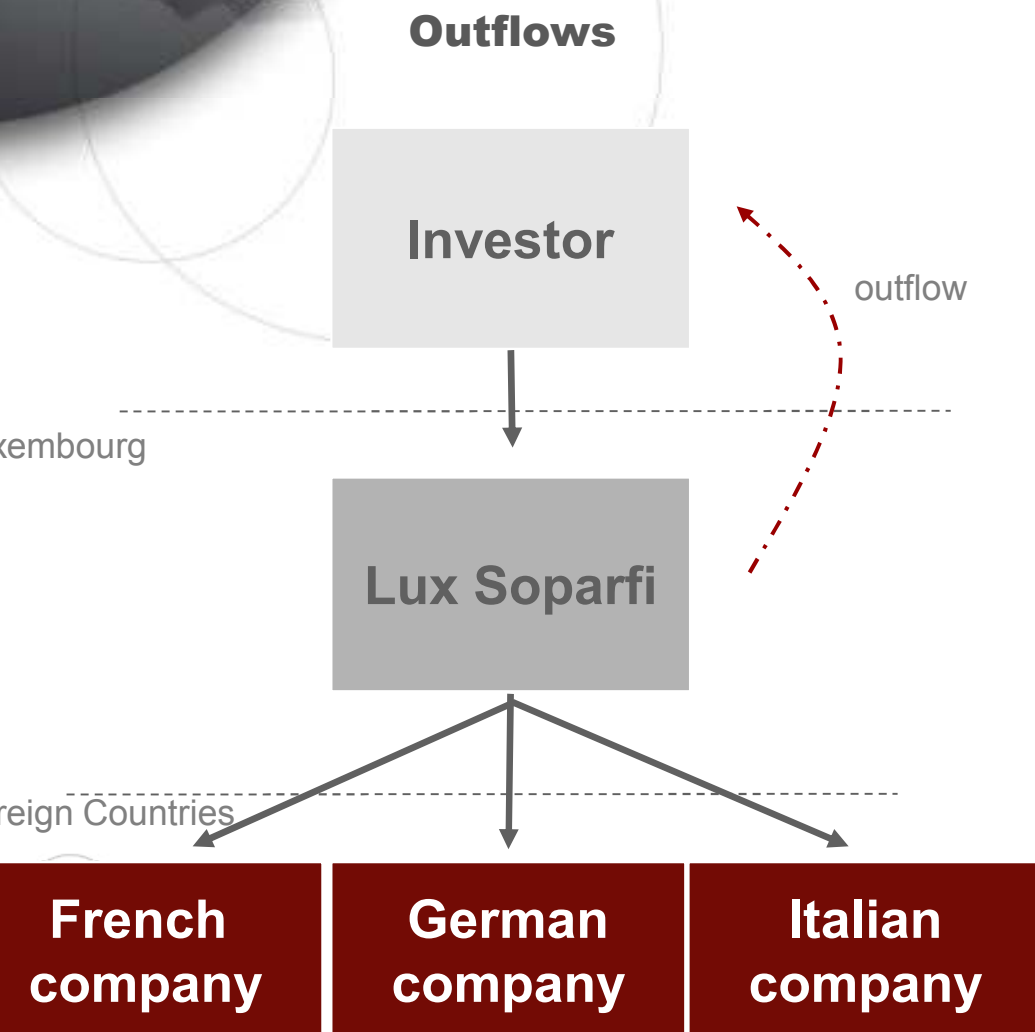 Outflows
Investor
outflow
xembourg
Lux Soparfi
reign Countries
French
company
German
company
Italian
company